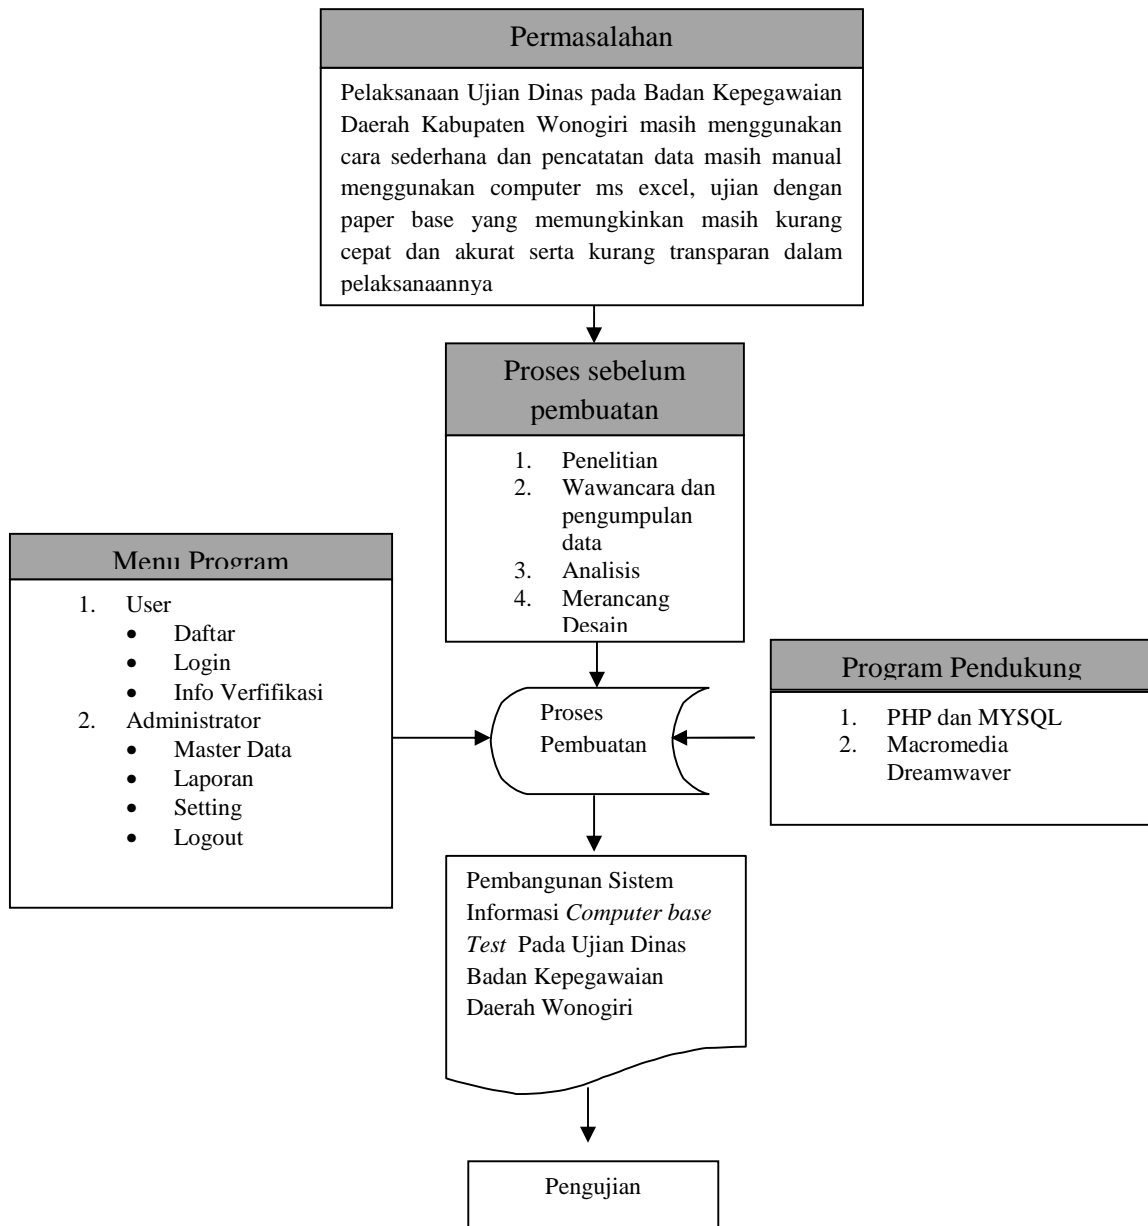 Permasalahan
Pelaksanaan Ujian Dinas pada Badan Kepegawaian
Daerah Kabupaten Wonogiri masih menggunakan
cara sederhana dan pencatatan data masih manual
menggunakan computer ms excel, ujian dengan
paper base yang memungkinkan masih kurang
cepat dan akurat serta kurang transparan dalam
pelaksanaannya
Proses sebelum
pembuatan
1. Penelitian
2. Wawancara dan
pengumpulan
data
3. Analisis
4. Merancang
Desain
Menu Program
1. User
• Daftar
• Login
• Info Verfifikasi
2. Administrator
• Master Data
• Laporan
• Setting
• Logout
Proses
Pembuatan
Program Pendukung
1. PHP dan MYSQL
2. Macromedia
Dreamwaver
Pembangunan Sistem
Informasi Computer base
Test Pada Ujian Dinas
Badan Kepegawaian
Daerah Wonogiri
Pengujian